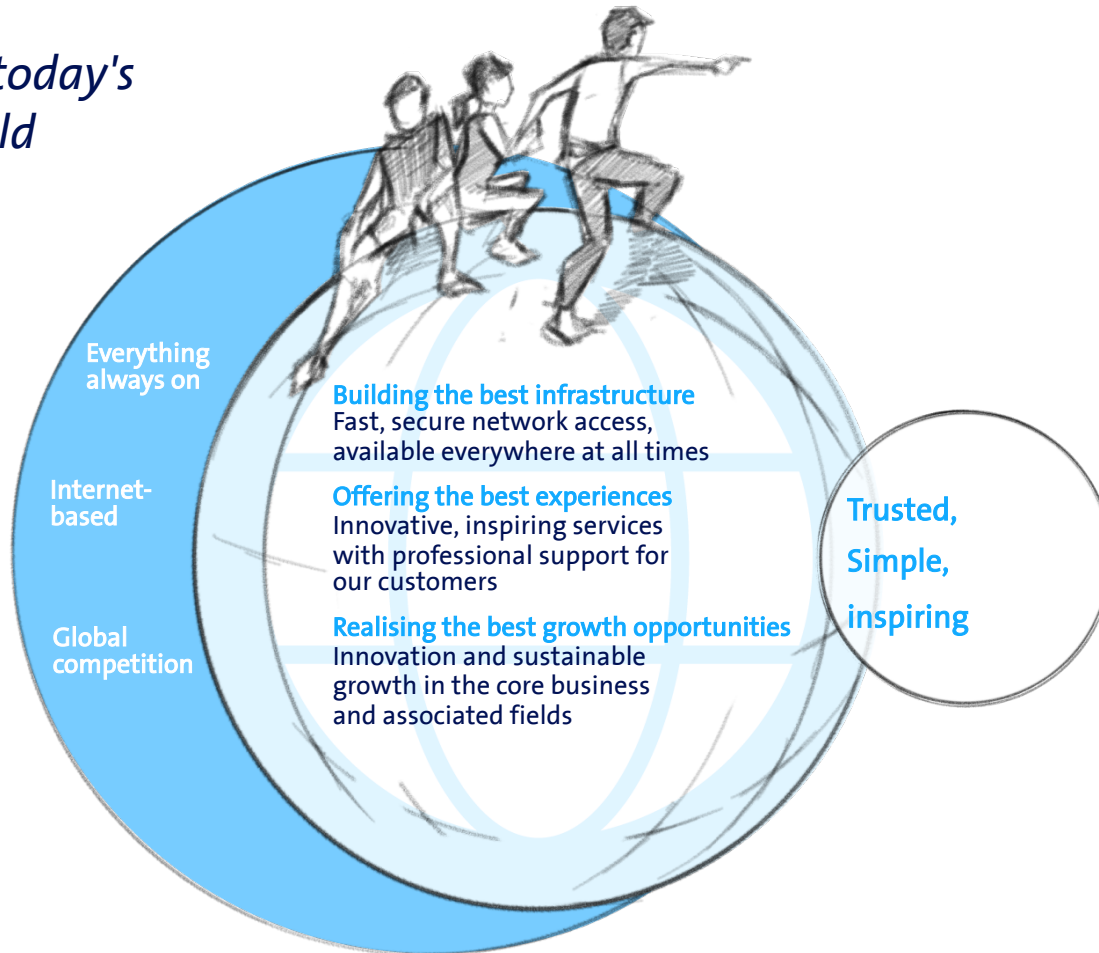 today's
ld
Everything
always on
Internet-
based
Global
competition
Building the best infrastructure
Fast, secure network access,
available everywhere at all times
Offering the best experiences
Innovative, inspiring services
with professional support for
our customers
Realising the best growth opportunities
Innovation and sustainable
growth in the core business
and associated fields
Trusted,
Simple,
inspiring